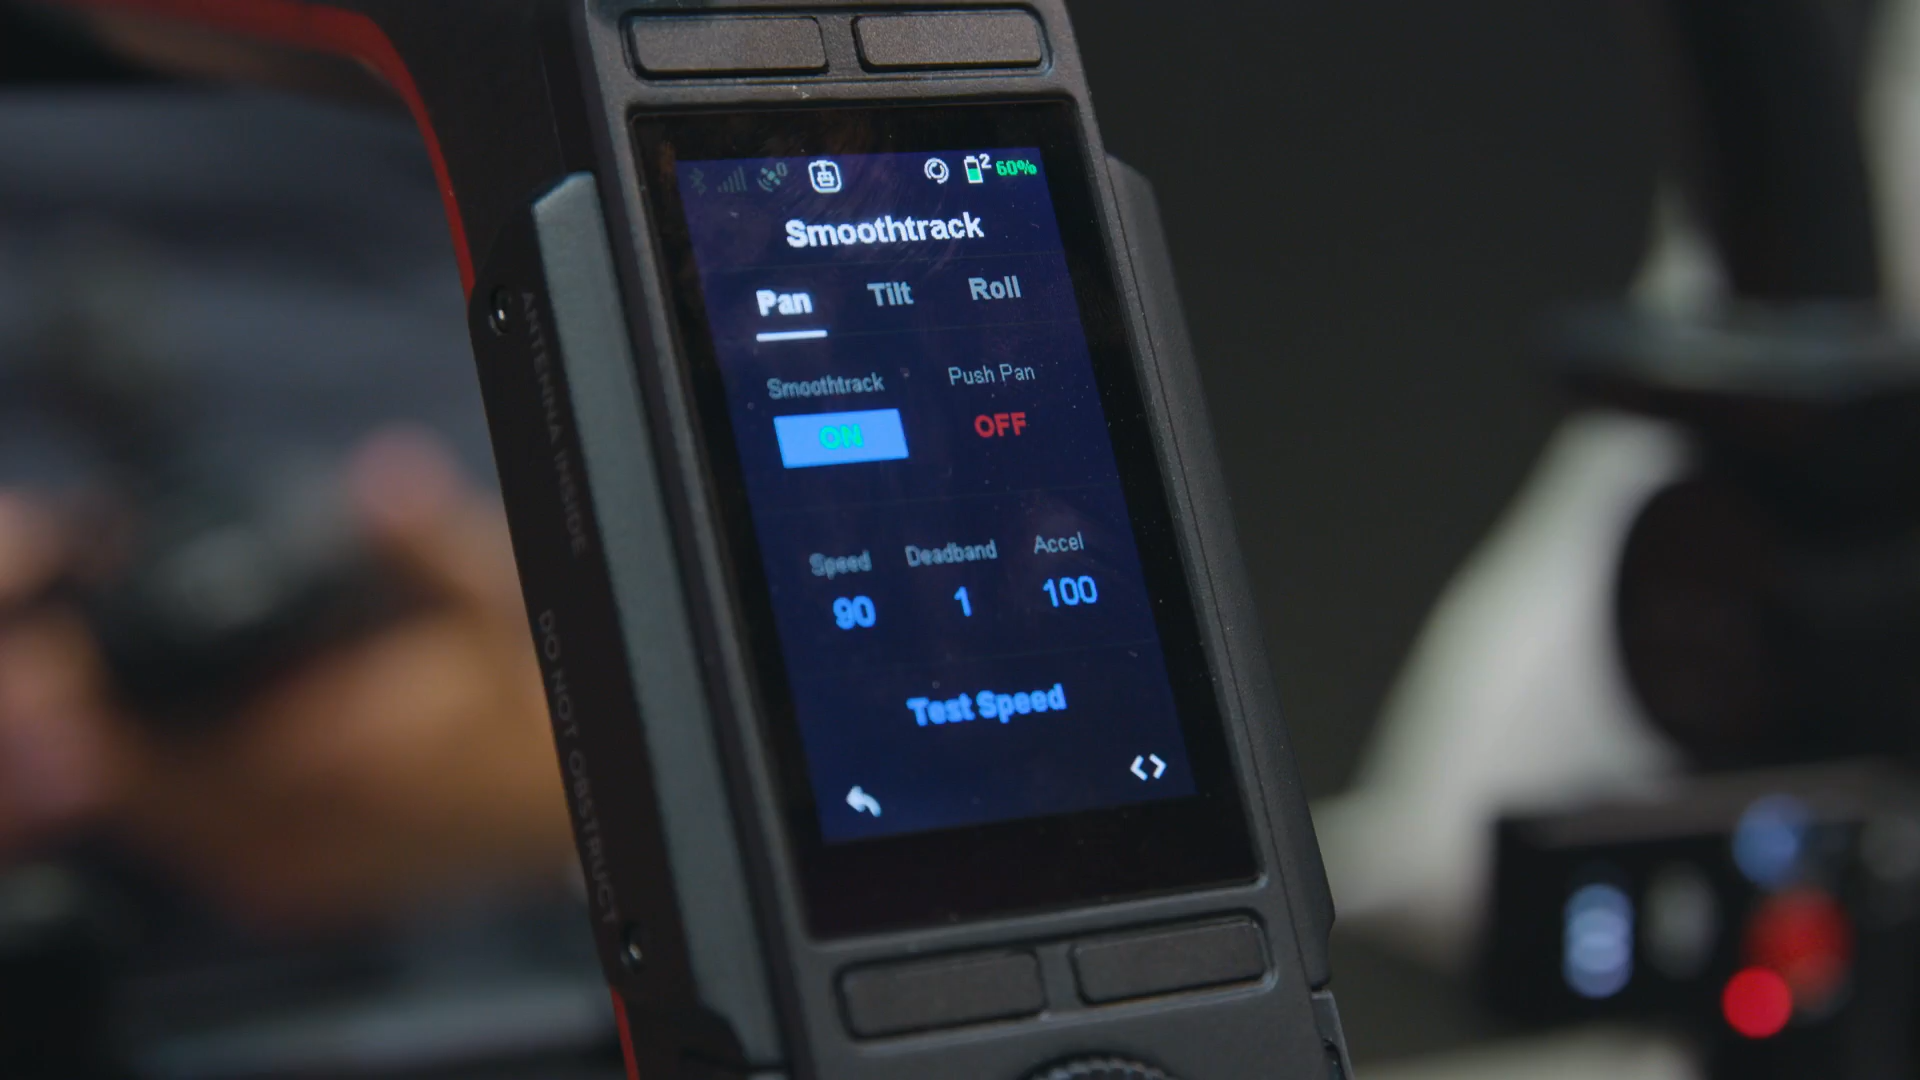 2 60%
Smoothtrack
Pan Tilt Roll
Smoothtrack Push Pan
ON OFF
Speed Deadband Accel
90 1 100
Test Speed
ANTENNA INSIDE
DO NOT OBSTRUCT